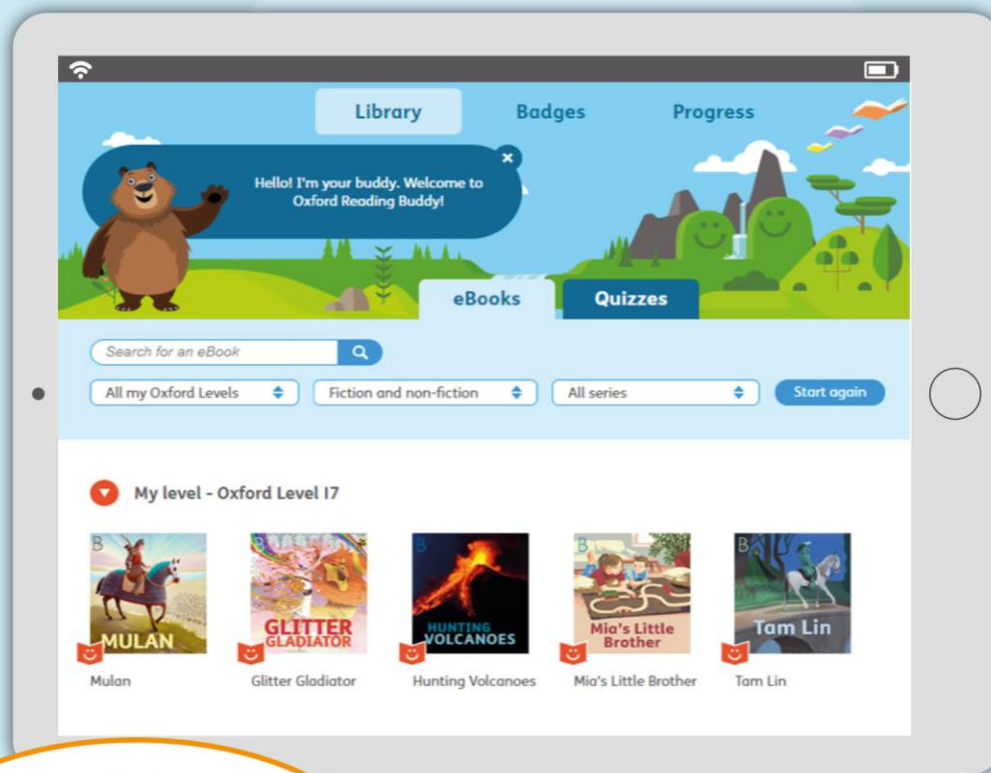 Library Badges Progress
Hello! I'm your buddy. Welcome to
Oxford Reading Buddy!
eBooks Quizzes
Search for an eBook
All my Oxford Levels Fiction and non-fiction All series Start again
My level - Oxford Level 17
B B B B B
MULAN
GLITTER
GLADIATOR
HUNTING
VOLCANOES
Mia's Little
Brother
Tam Lin
Mulan Glitter Gladiator Hunting Volcanoes Mia's Little Brother Tam Lin